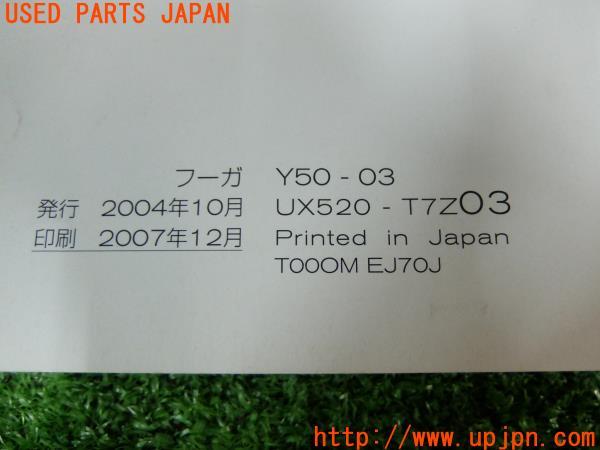 USED PARTS JAPAN
フーガ Y50 - 03
発行 2004年10月 UX520 - T7Z03
印刷 2007年12月 Printed in Japan
T00OM EJ70J
http://www.upjpn.com